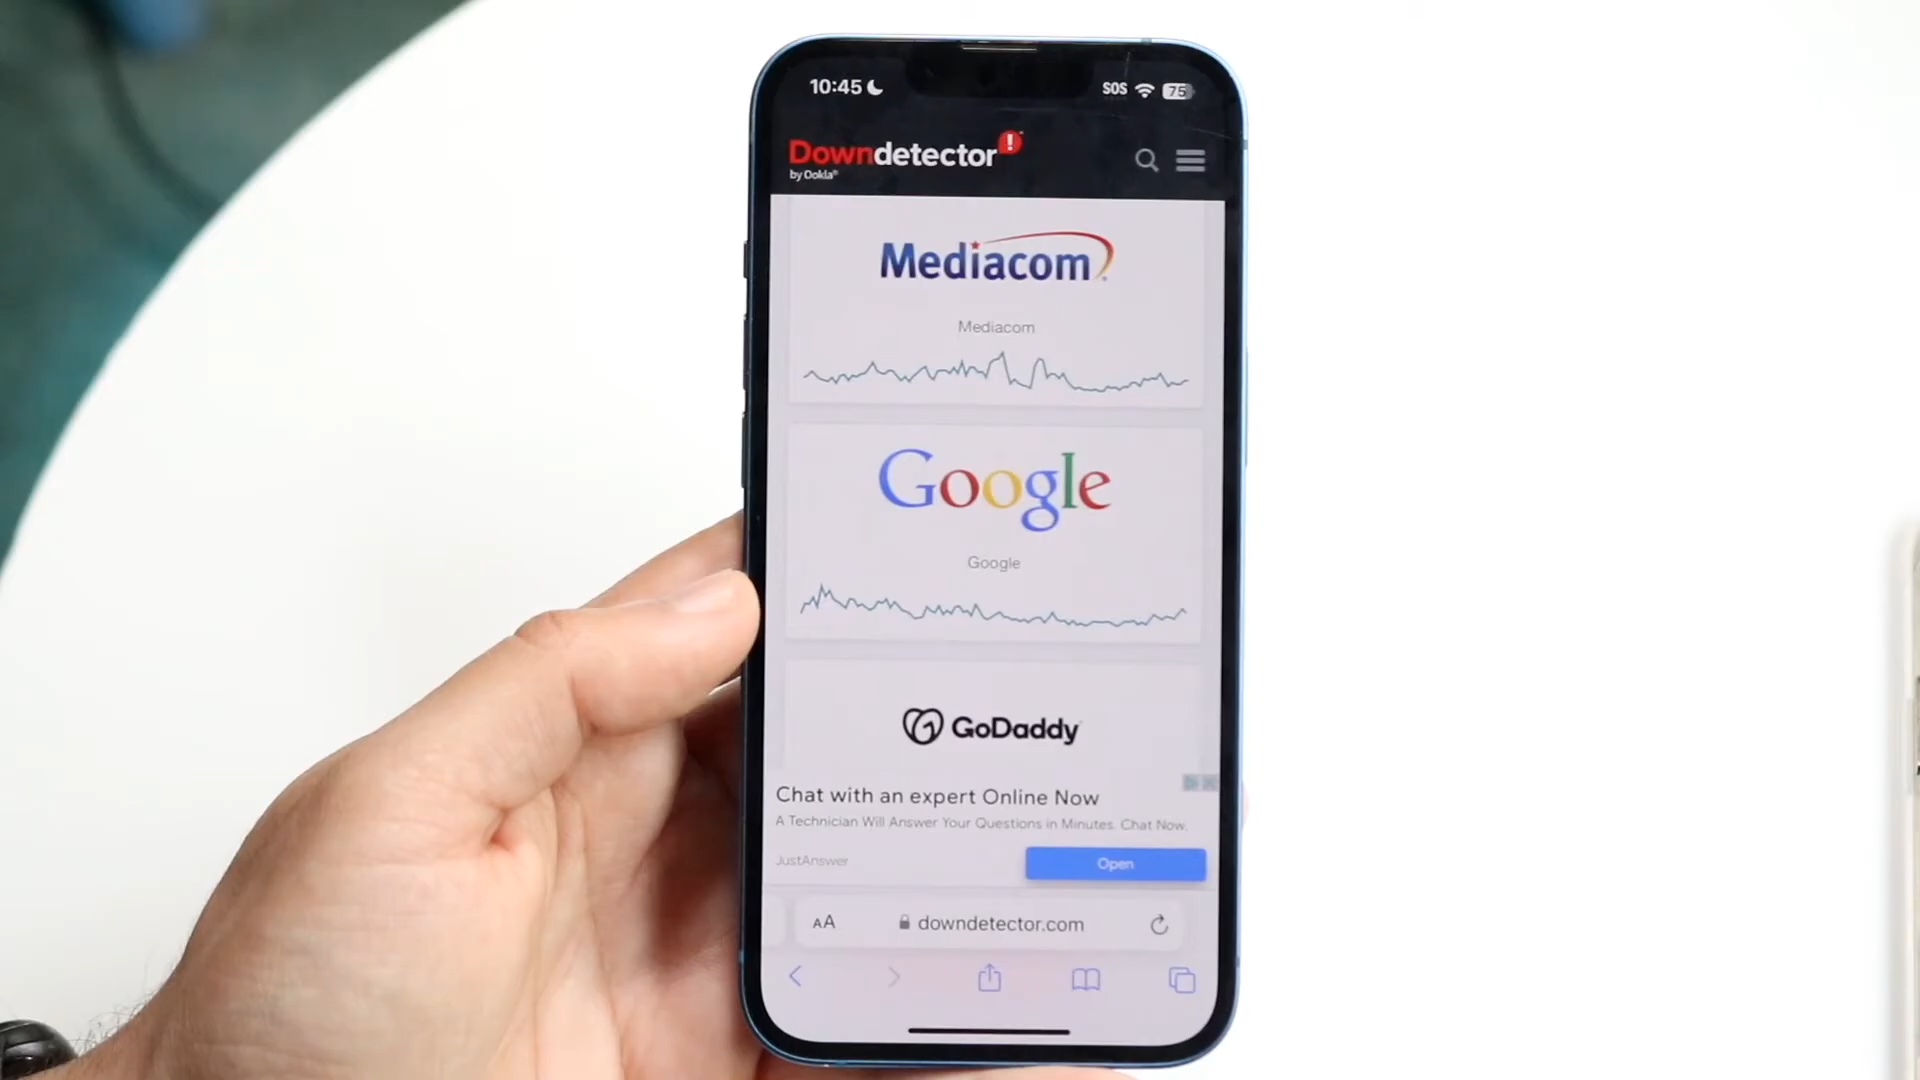 10:45
SOS
75
Downdetector
by Ookla®
Mediacom
Mediacom
Google
Google
GoDaddy
Chat with an expert Online Now
A Technician Will Answer Your Questions in Minutes. Chat Now.
JustAnswer
Open
AA
downdetector.com